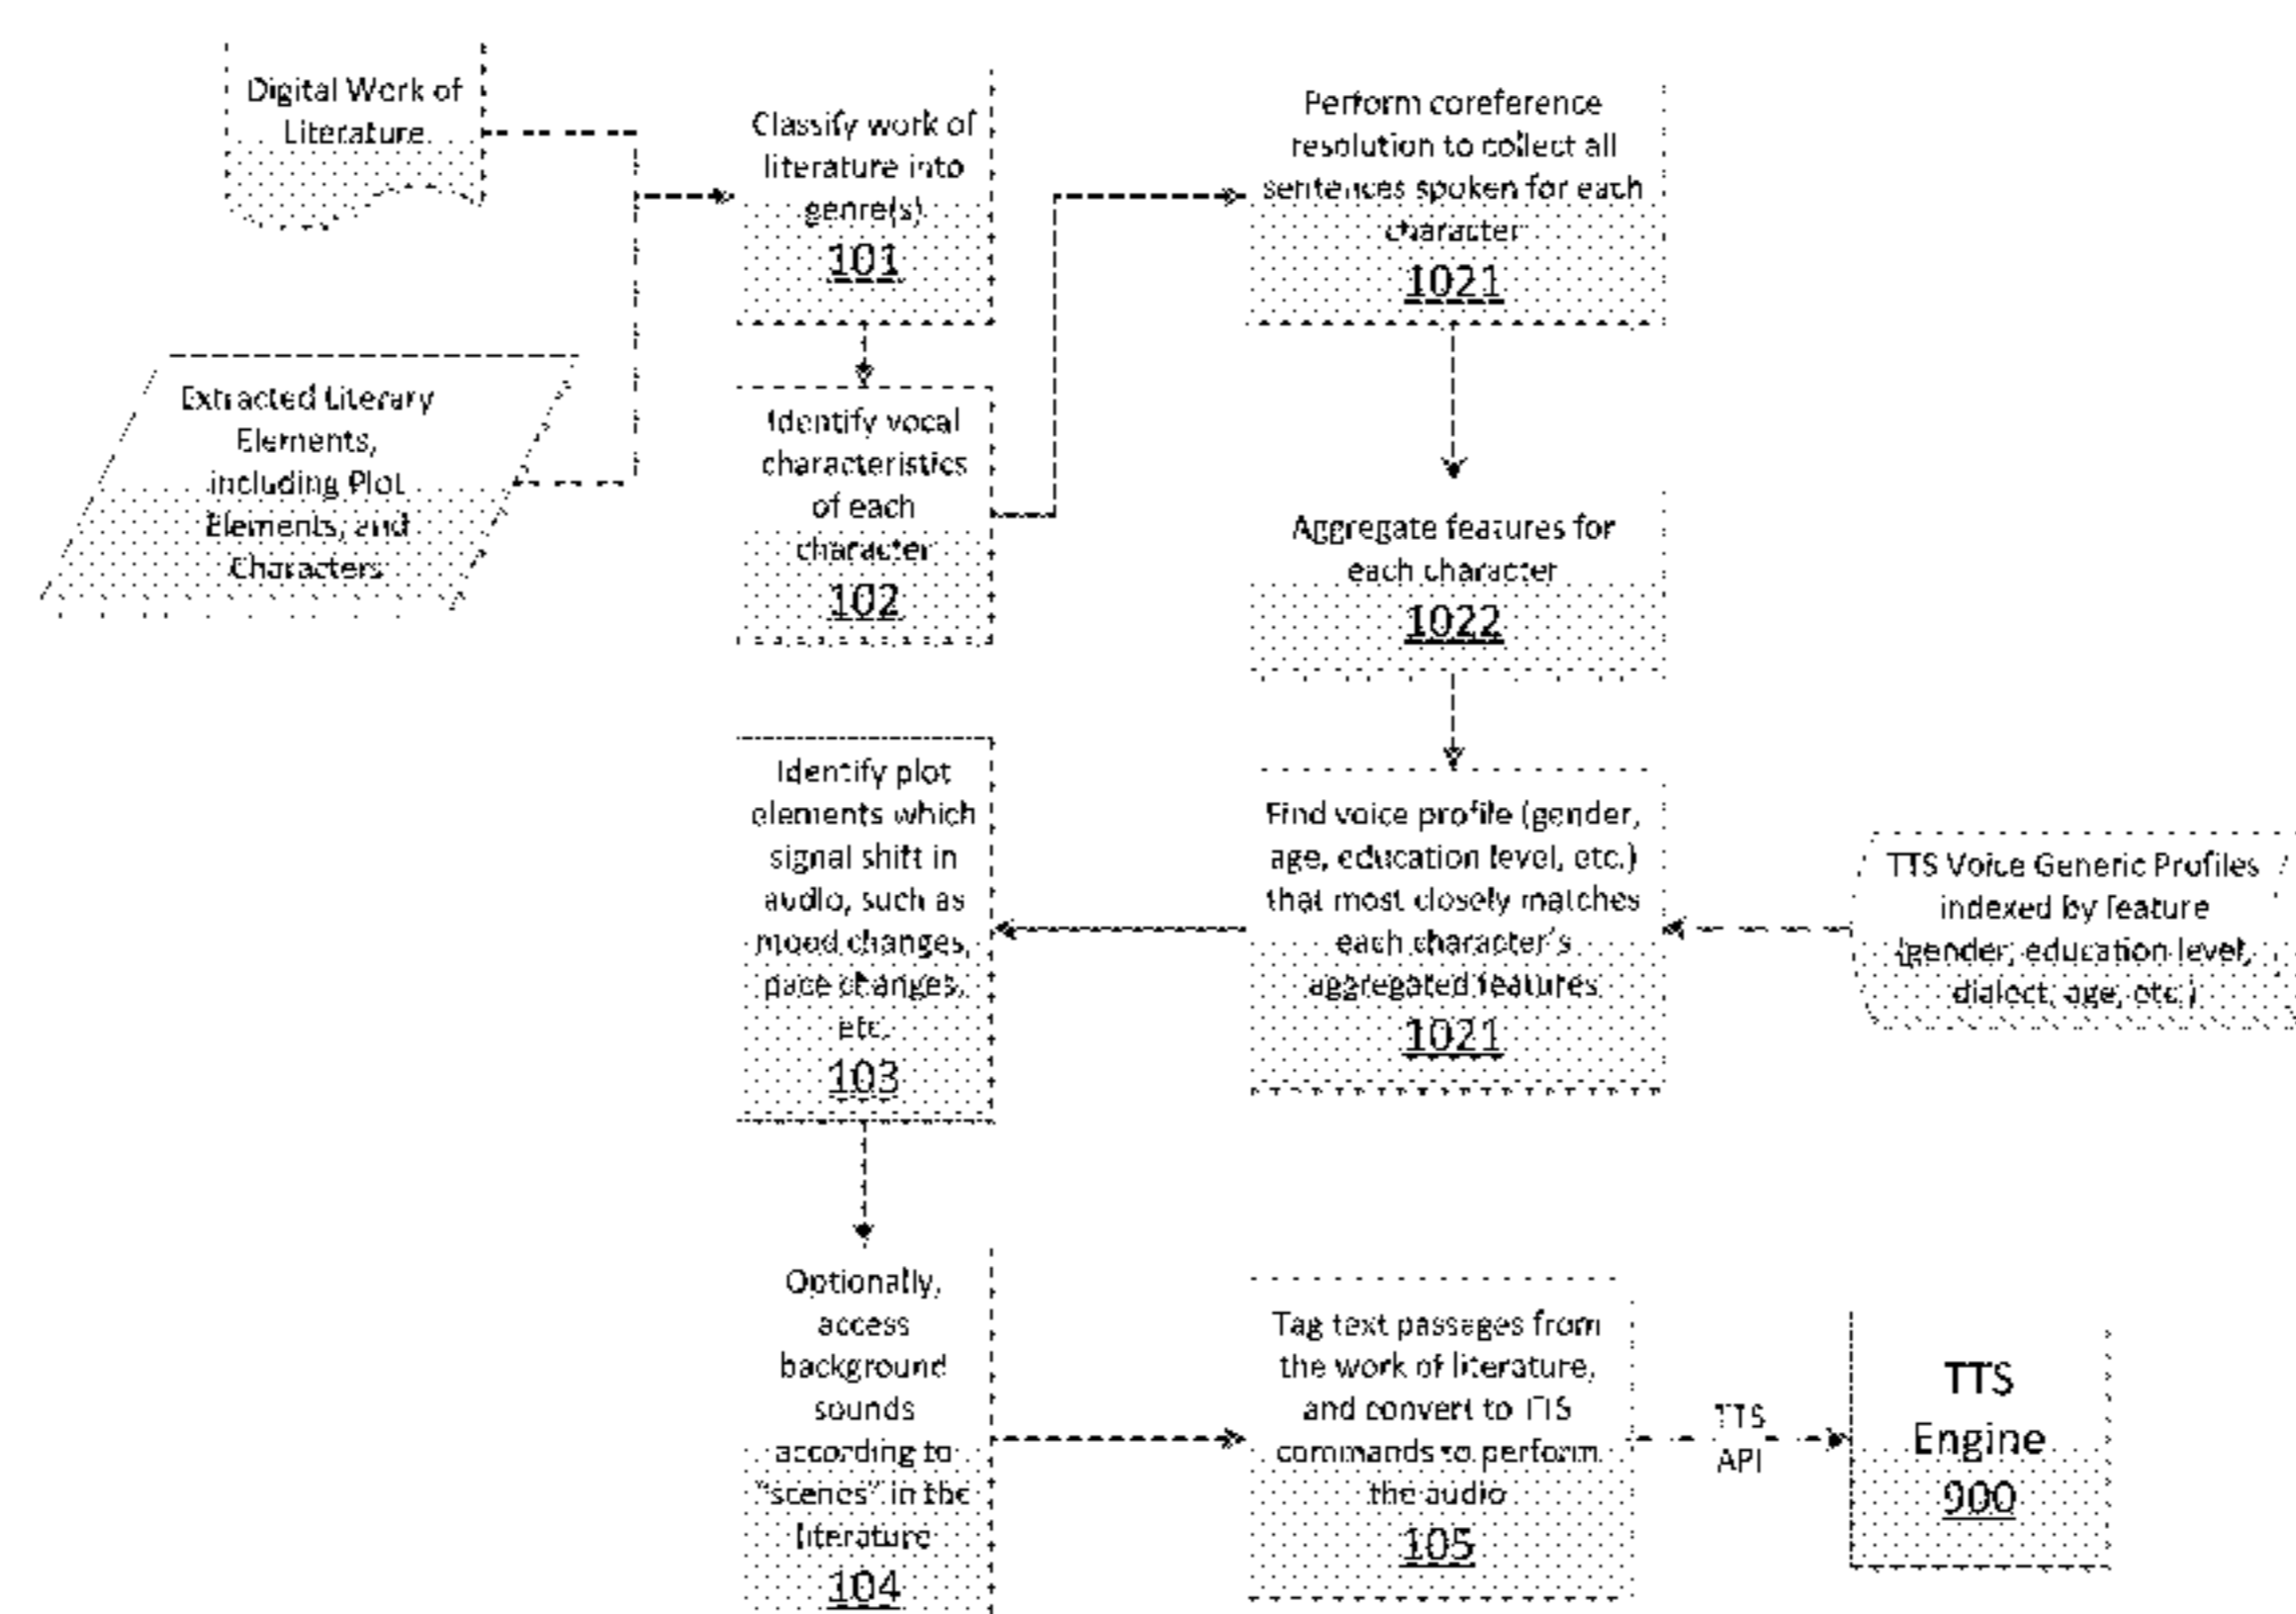 Digital Work of
Literature
Extracted Literary
Elements,
including Plot
Elements, and
Characters
Classify work of
literature into
genre(s)
101
Identify vocal
characteristics
of each
character
102
Perform coreference
resolution to collect all
sentences spoken for each
character
1021
Aggregate features for
each character
1022
Find voice profile (gender,
age, education level, etc.)
that most closely matches
each character's
aggregated features
1021
TTS Voice Generic Profiles
indexed by feature
(gender, education level,
dialect, age, etc.)
Identify plot
elements which
signal shift in
audio, such as
mood changes,
pace changes,
etc.
103
Optionally,
access
background
sounds
according to
"scenes" in the
literature
104
Tag text passages from
the work of literature,
and convert to TTS
commands to perform
the audio
105
TTS
API
TTS
Engine
900